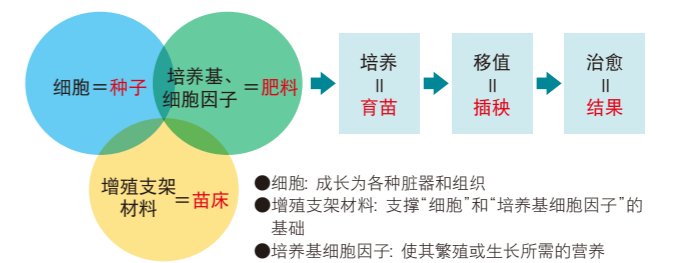 细胞＝种子
培养基、
细胞因子＝肥料
增殖支架
材料＝苗床
培养
＝
育苗
移值
＝
插秧
治愈
＝
结果
●细胞: 成长为各种脏器和组织
●增殖支架材料: 支撑“细胞”和“培养基细胞因子”的
基础
●培养基细胞因子: 使其繁殖或生长所需的营养